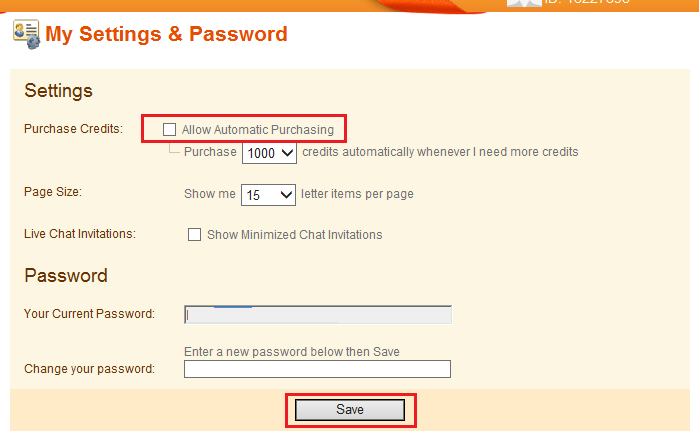 My Settings & Password
Settings
Purchase Credits: Allow Automatic Purchasing
Purchase 1000 credits automatically whenever I need more credits
Page Size: Show me 15 letter items per page
Live Chat Invitations: Show Minimized Chat Invitations
Password
Your Current Password:
Enter a new password below then Save
Change your password:
Save